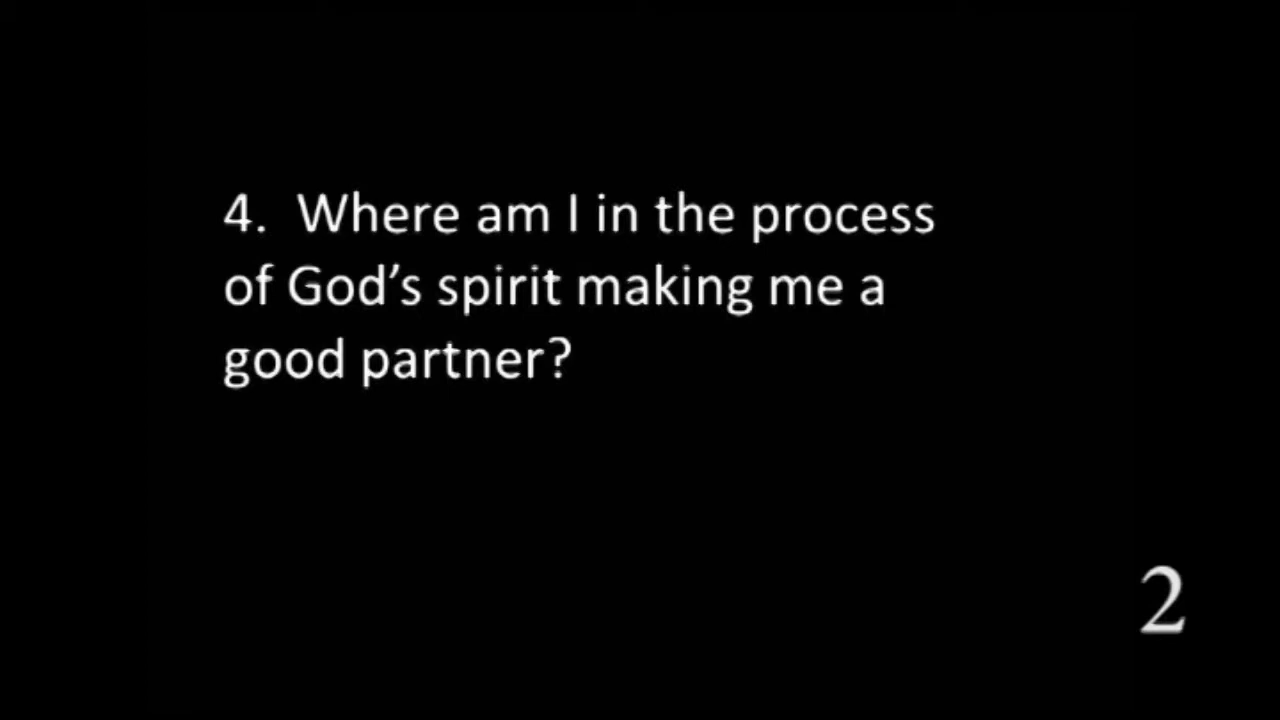 4. Where am I in the process
of God’s spirit making me a
good partner?
2